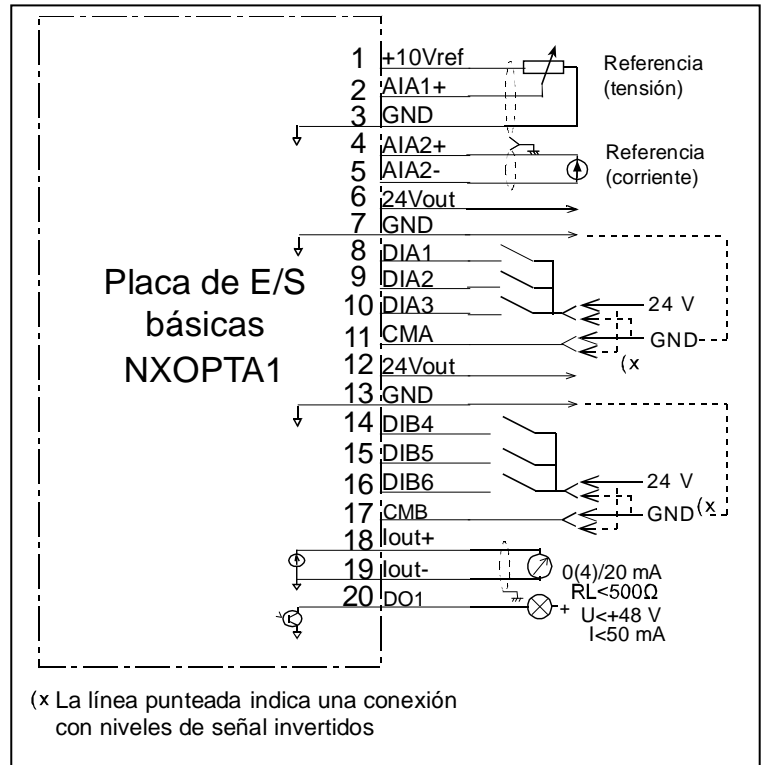 1 +10Vref
2 AIA1+
3 GND
4 AIA2+
5 AIA2-
6 24Vout
7 GND
8 DIA1
9 DIA2
10 DIA3
11 CMA
12 24Vout
13 GND
14 DIB4
15 DIB5
16 DIB6
17 CMB
18 Iout+
19 Iout-
20 DO1
Placa de E/S
básicas
NXOPTA1
Referencia
(tensión)
Referencia
(corriente)
24 V
GND
(x
24 V
GND (x
0(4)/20 mA
RL<500Ω
+ U<+48 V
I<50 mA
(x La línea punteada indica una conexión
con niveles de señal invertidos